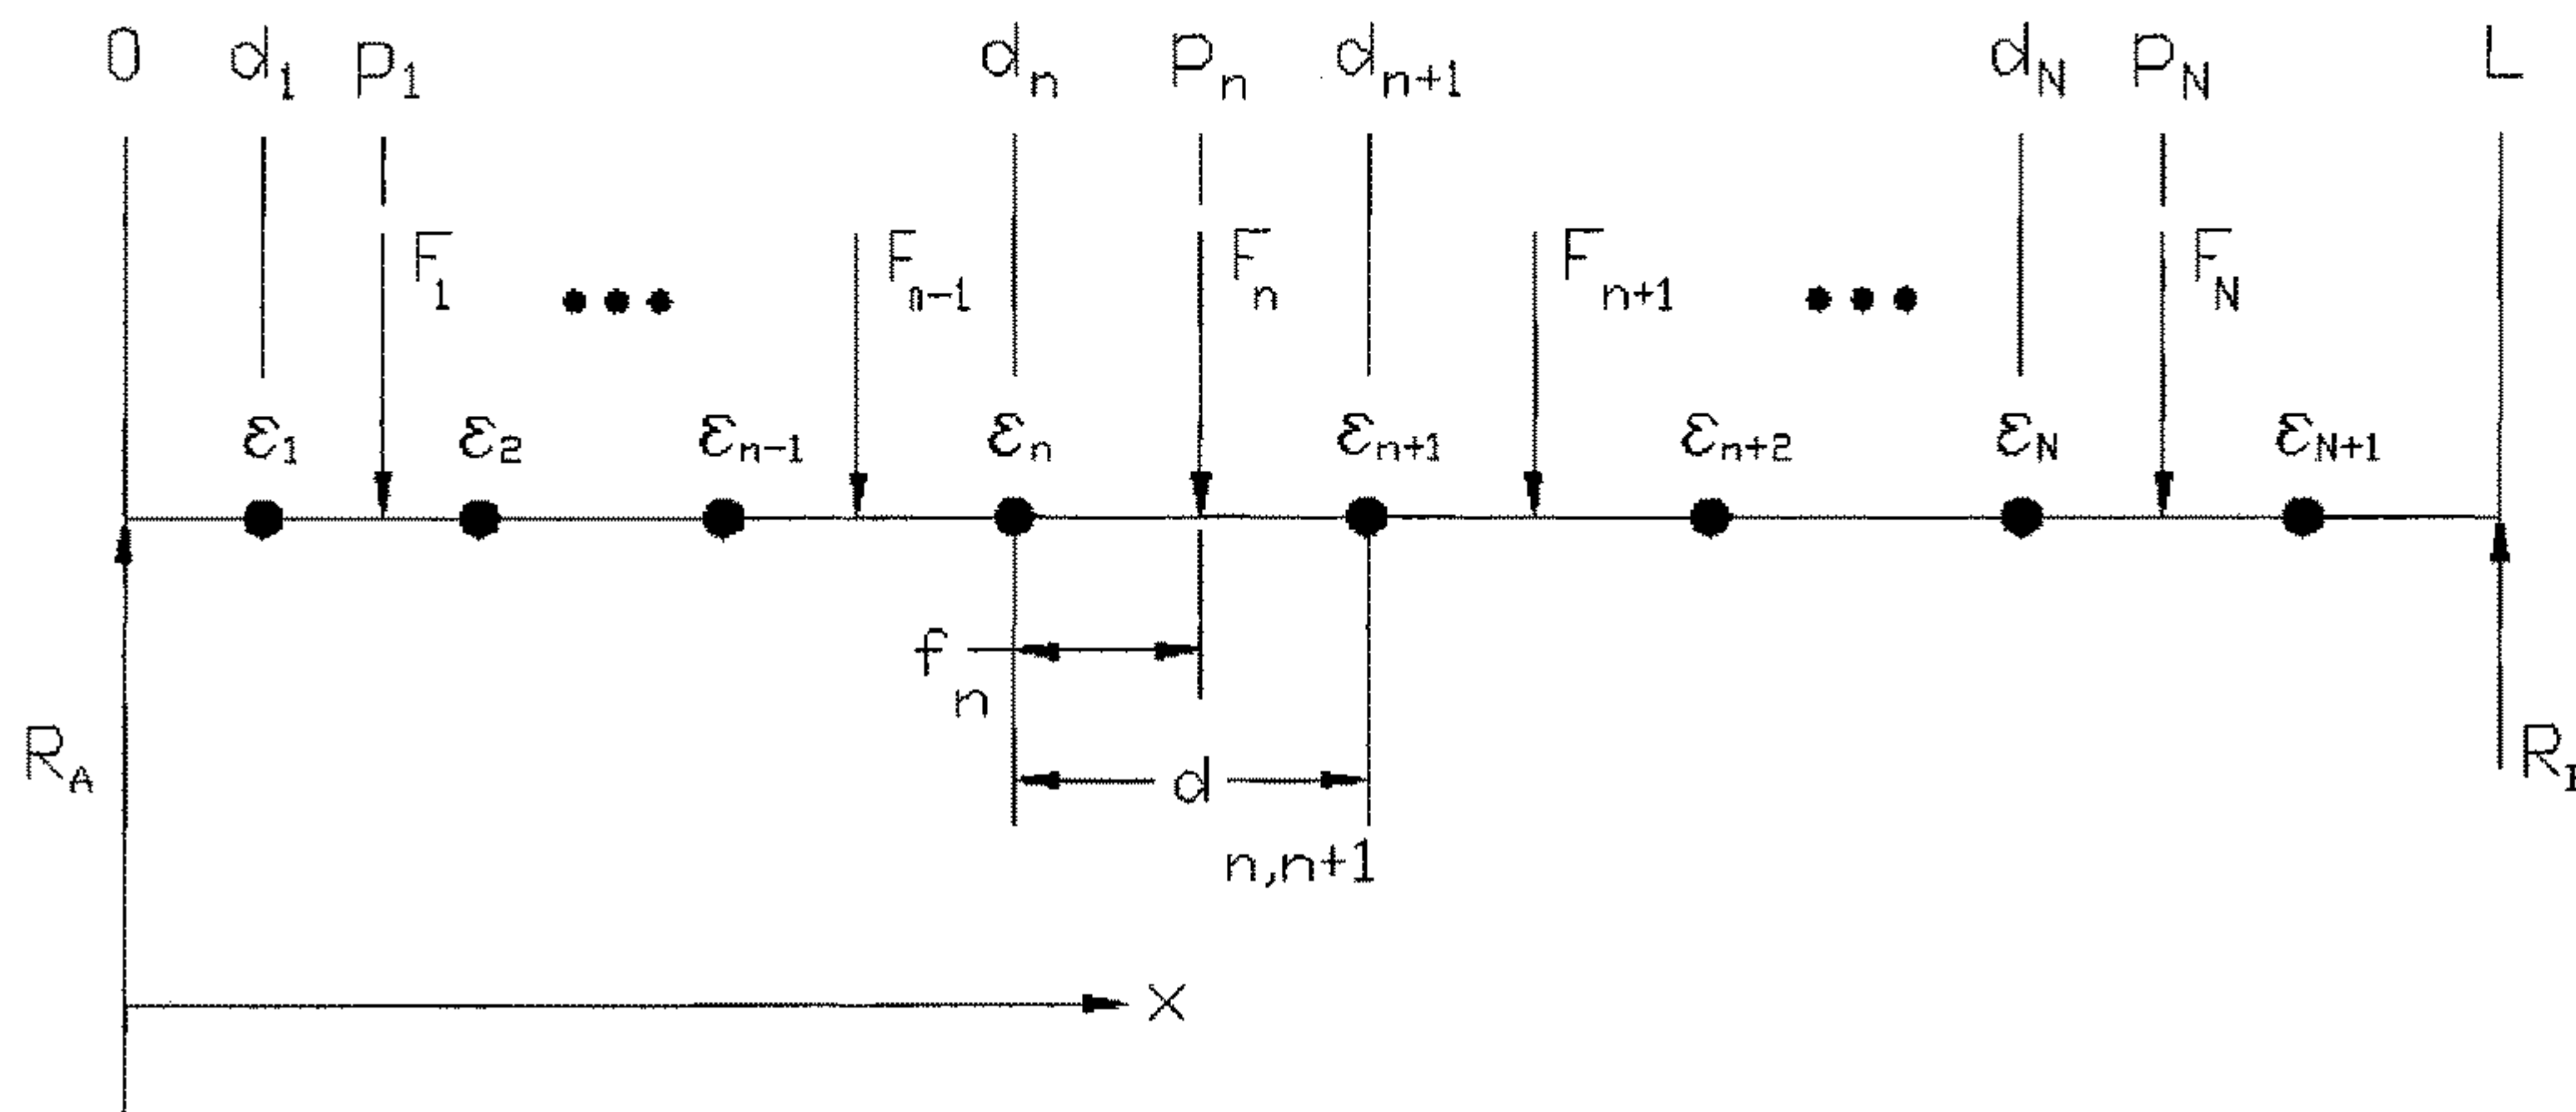 0 d1 p1 dn pn dn+1 dN pN L
F1 Fn-1 Fn Fn+1 FN
ε1 ε2 εn-1 εn εn+1 εn+2 εN εN+1
fn
RA d n,n+1
x